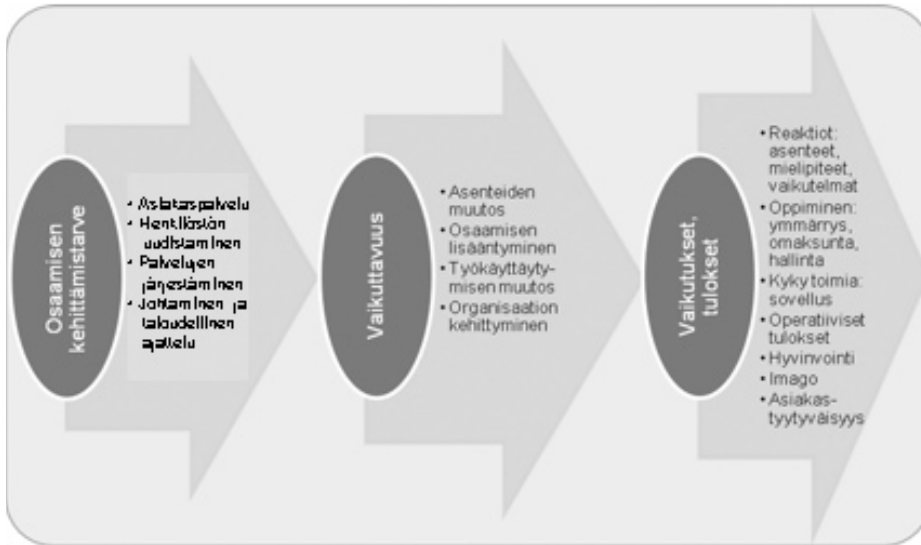 Osaamisen
kehittämistarve
• Asiakaspalvelu
• Henkilöstön
uudistaminen
• Palvelujen
järjestäminen
• Johtaminen ja
taloudellinen
ajattelu
Vaikuttavuus
• Asenteiden
muutos
• Osaamisen
lisääntyminen
• Työkäyttäyty-
misen muutos
• Organisaation
kehittyminen
Vaikutukset,
tulokset
• Reaktiot:
asenteet,
mielipiteet,
vaikutelmat
• Oppiminen:
ymmärrys,
omaksunta,
hallinta
• Kyky toimia:
sovellus
• Operatiiviset
tulokset
• Hyvinvointi
• Imago
• Asiakas-
tyytyväisyys